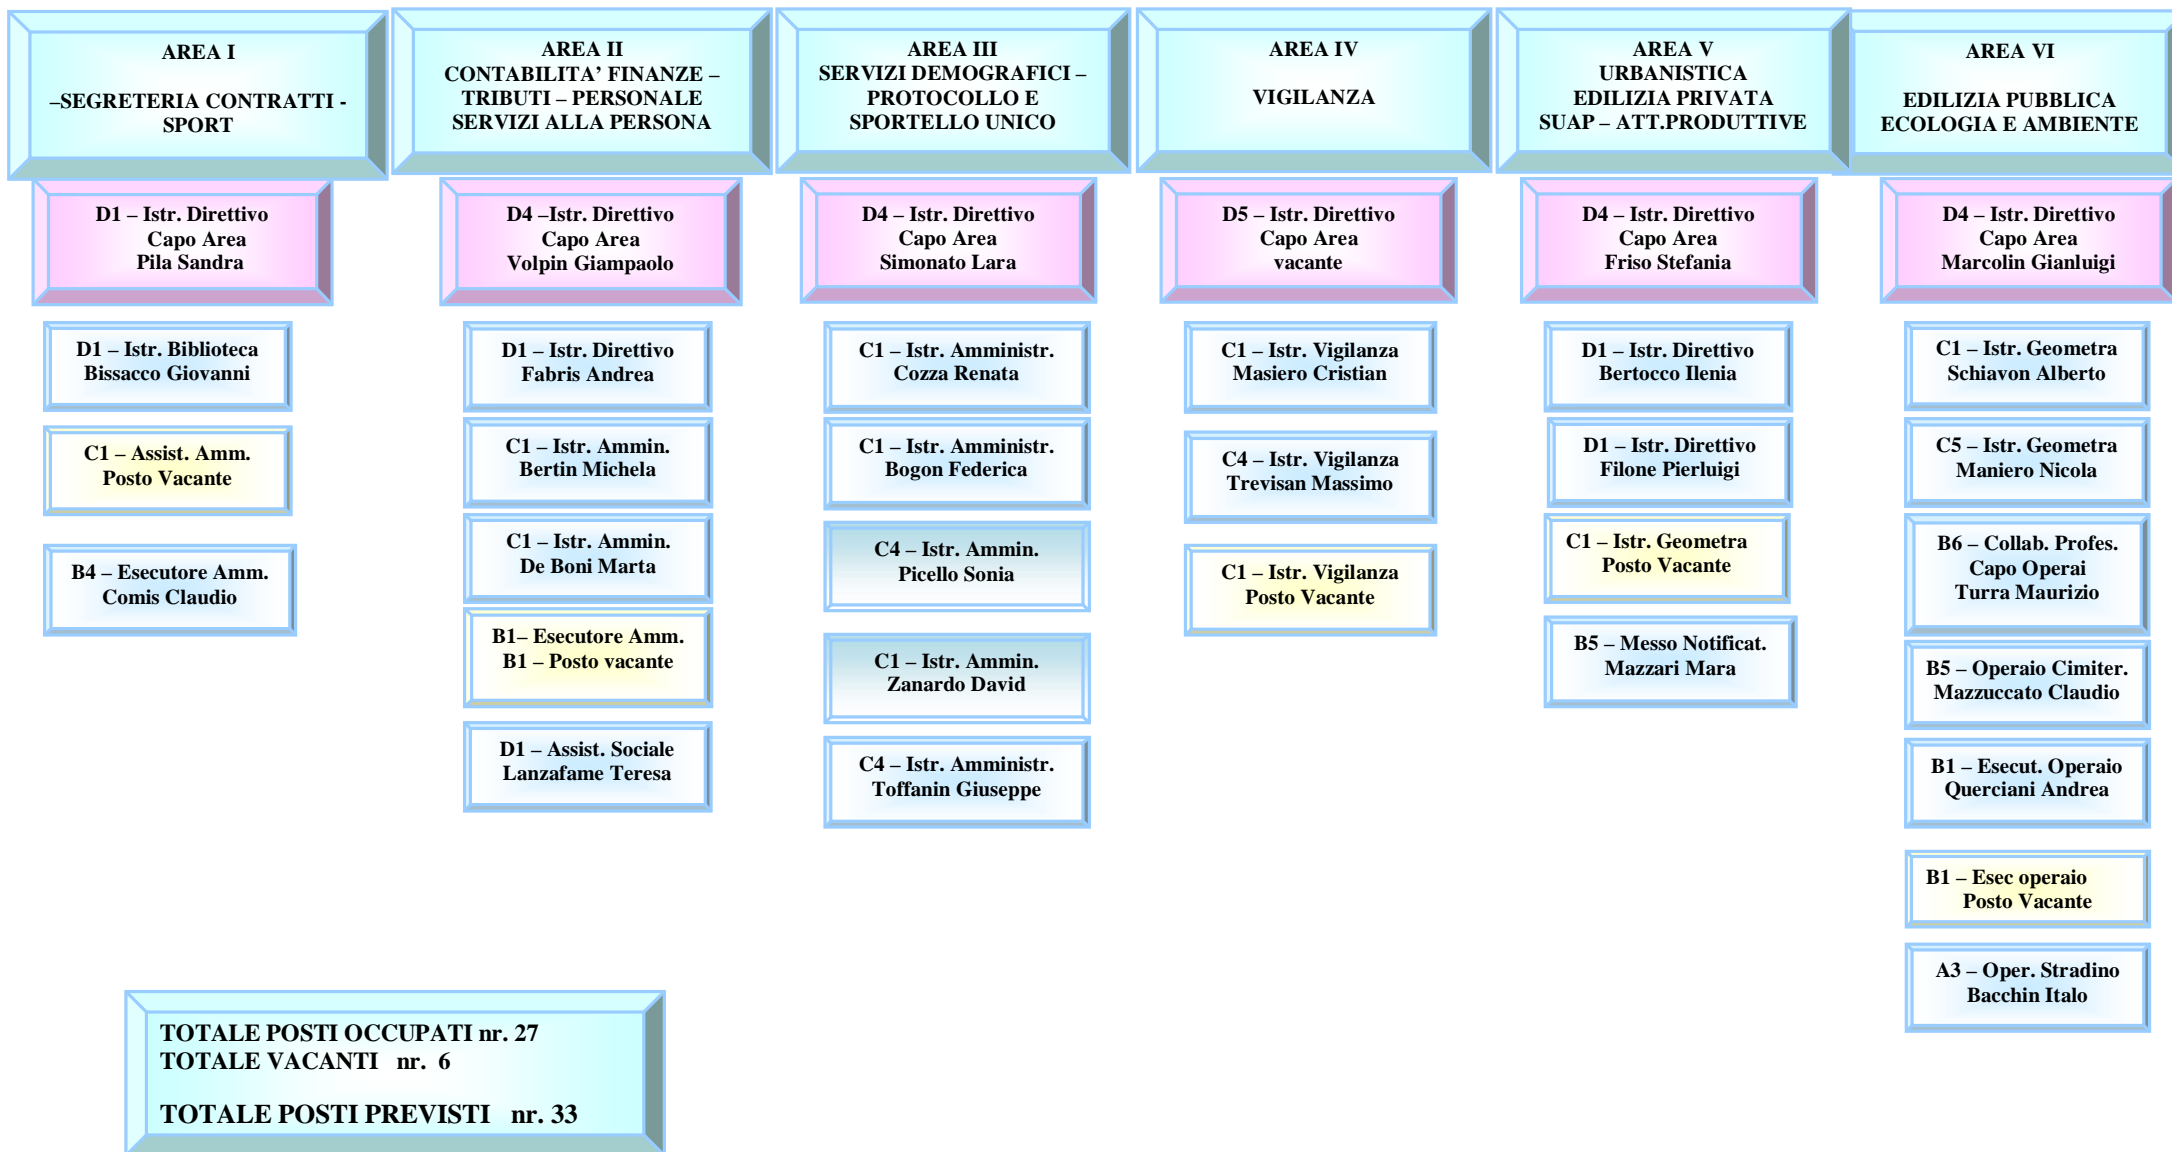 AREA I
–SEGRETERIA CONTRATTI -
SPORT
D1 – Istr. Direttivo
Capo Area
Pila Sandra
D1 – Istr. Biblioteca
Bissacco Giovanni
C1 – Assist. Amm.
Posto Vacante
B4 – Esecutore Amm.
Comis Claudio
AREA II
CONTABILITA’ FINANZE –
TRIBUTI – PERSONALE
SERVIZI ALLA PERSONA
D4 –Istr. Direttivo
Capo Area
Volpin Giampaolo
D1 – Istr. Direttivo
Fabris Andrea
C1 – Istr. Ammin.
Bertin Michela
C1 – Istr. Ammin.
De Boni Marta
B1– Esecutore Amm.
B1 – Posto vacante
D1 – Assist. Sociale
Lanzafame Teresa
AREA III
SERVIZI DEMOGRAFICI –
PROTOCOLLO E
SPORTELLO UNICO
D4 – Istr. Direttivo
Capo Area
Simonato Lara
C1 – Istr. Amministr.
Cozza Renata
C1 – Istr. Amministr.
Bogon Federica
C4 – Istr. Ammin.
Picello Sonia
C1 – Istr. Ammin.
Zanardo David
C4 – Istr. Amministr.
Toffanin Giuseppe
AREA IV
VIGILANZA
D5 – Istr. Direttivo
Capo Area
vacante
C1 – Istr. Vigilanza
Masiero Cristian
C4 – Istr. Vigilanza
Trevisan Massimo
C1 – Istr. Vigilanza
Posto Vacante
AREA V
URBANISTICA
EDILIZIA PRIVATA
SUAP – ATT.PRODUTTIVE
D4 – Istr. Direttivo
Capo Area
Friso Stefania
D1 – Istr. Direttivo
Bertocco Ilenia
D1 – Istr. Direttivo
Filone Pierluigi
C1 – Istr. Geometra
Posto Vacante
B5 – Messo Notificat.
Mazzari Mara
AREA VI
EDILIZIA PUBBLICA
ECOLOGIA E AMBIENTE
D4 – Istr. Direttivo
Capo Area
Marcolin Gianluigi
C1 – Istr. Geometra
Schiavon Alberto
C5 – Istr. Geometra
Maniero Nicola
B6 – Collab. Profes.
Capo Operai
Turra Maurizio
B5 – Operaio Cimiter.
Mazzuccato Claudio
B1 – Esecut. Operaio
Querciani Andrea
B1 – Esec operaio
Posto Vacante
A3 – Oper. Stradino
Bacchin Italo
TOTALE POSTI OCCUPATI nr. 27
TOTALE VACANTI nr. 6
TOTALE POSTI PREVISTI nr. 33